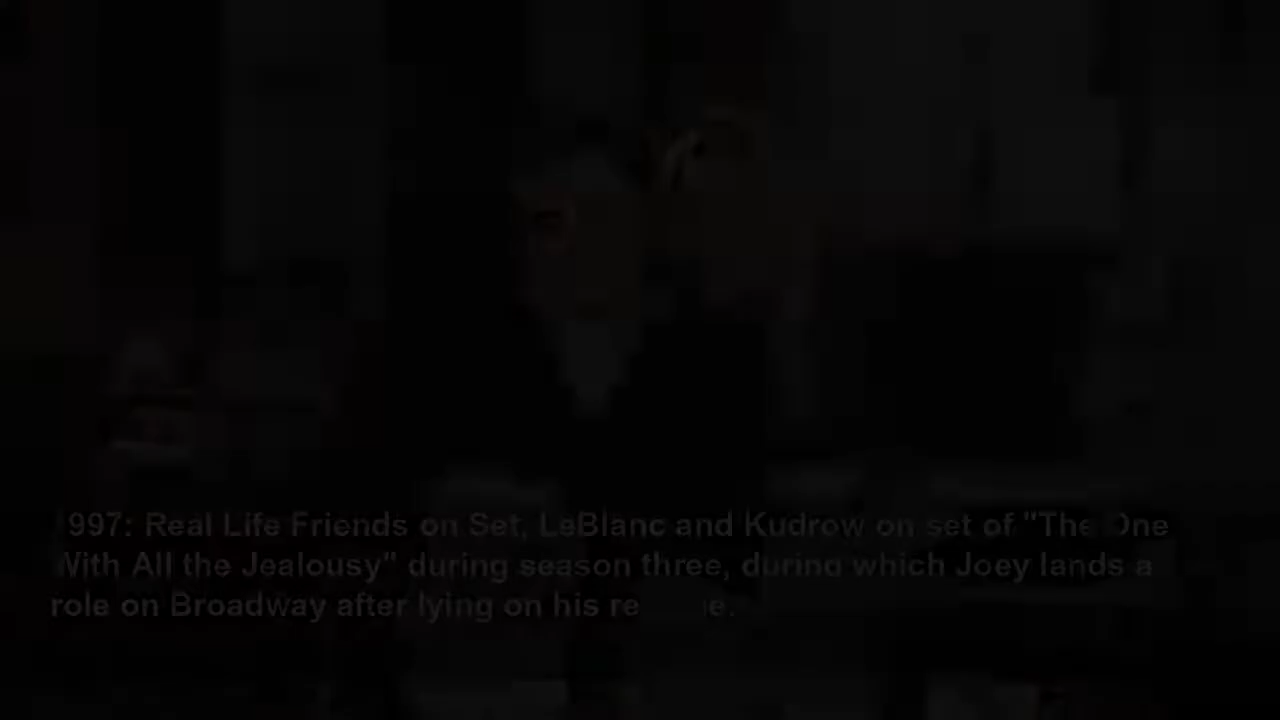 997: Real Life Friends on Set, LeBlanc and Kudrow on set of "The One
With All the Jealousy" during season three, during which Joey lands a
role on Broadway after lying on his